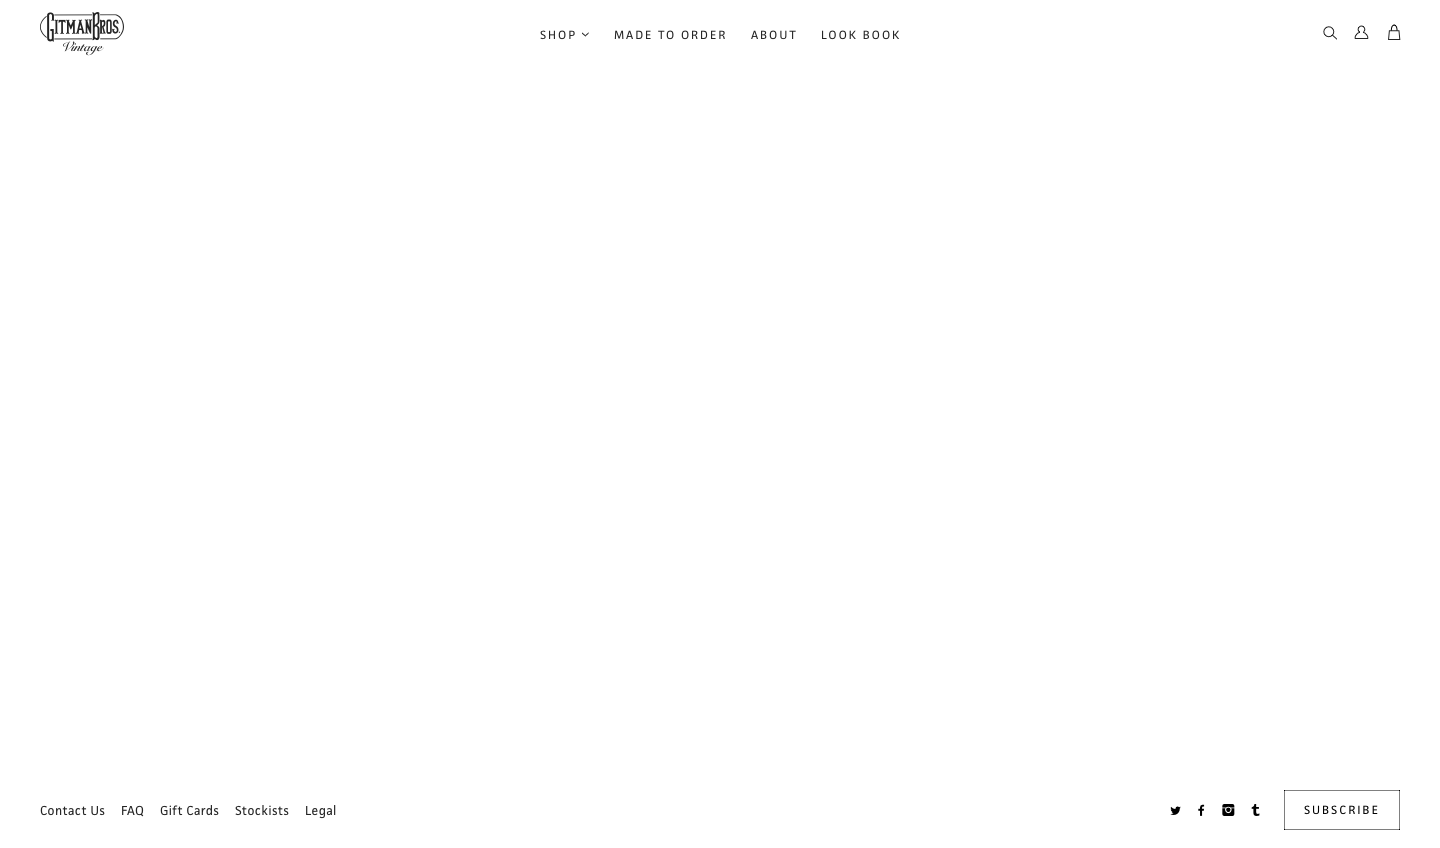 GITMAN BROS.
Vintage
SHOP
MADE TO ORDER
ABOUT
LOOK BOOK
Contact Us
FAQ
Gift Cards
Stockists
Legal
SUBSCRIBE